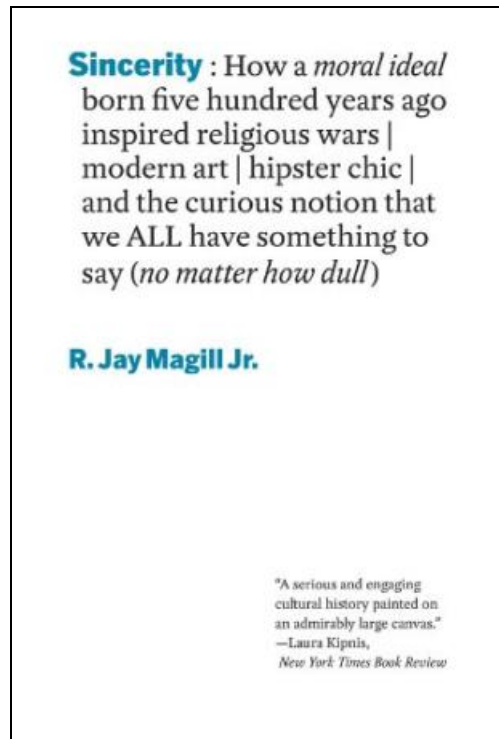 Sincerity : How a moral ideal
born five hundred years ago
inspired religious wars |
modern art | hipster chic |
and the curious notion that
we ALL have something to
say (no matter how dull)
R. Jay Magill Jr.
"A serious and engaging
cultural history painted on
an admirably large canvas."
—Laura Kipnis,
New York Times Book Review